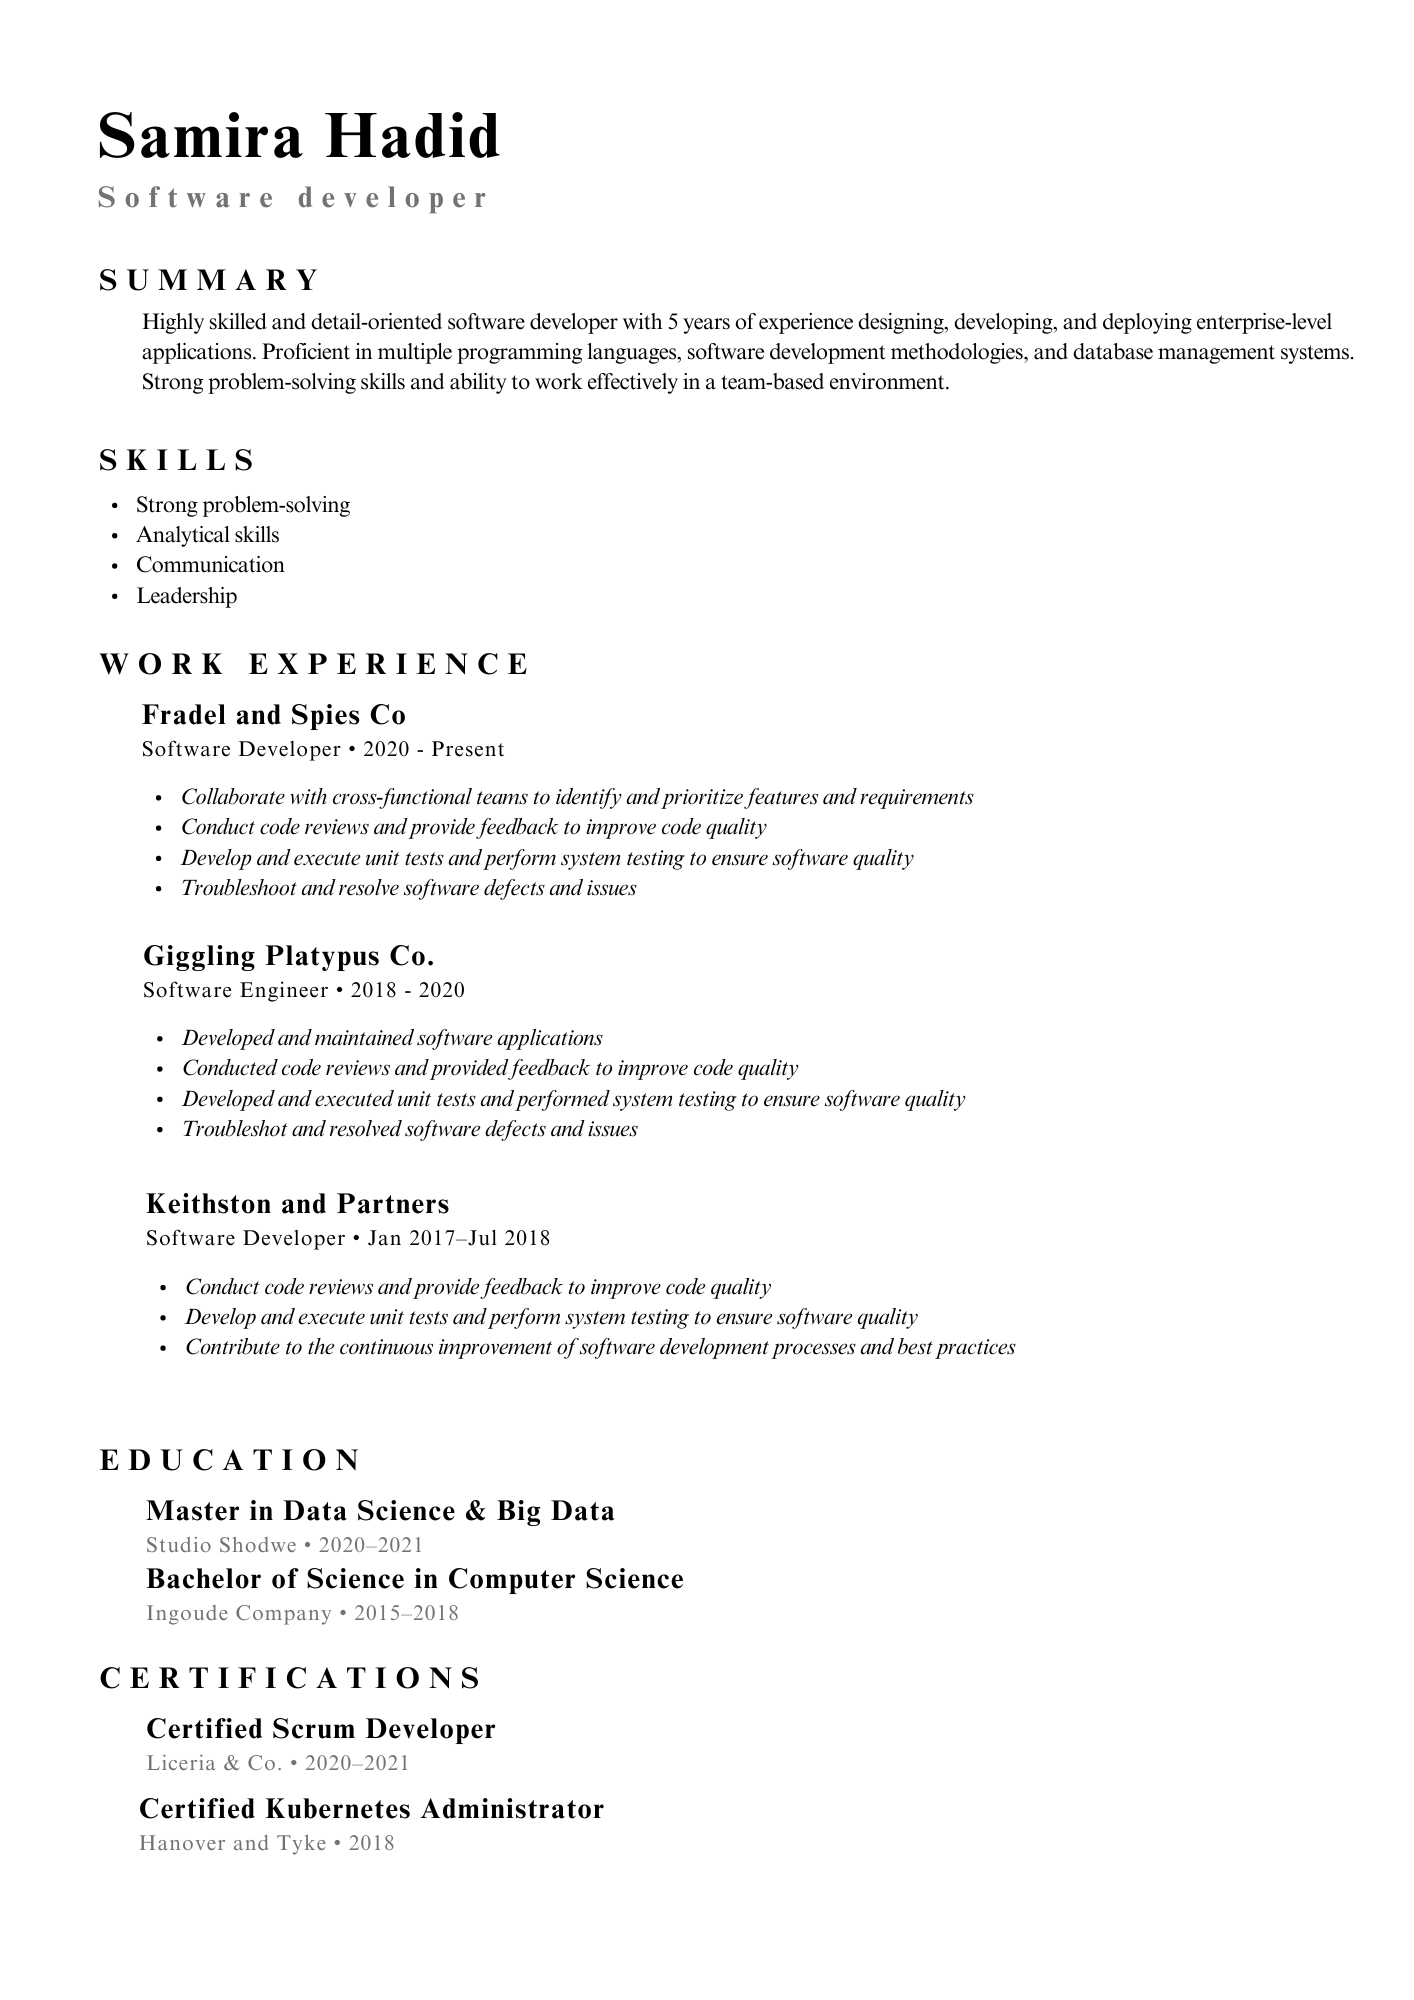 Samira Hadid
Software developer
SUMMARY
Highly skilled and detail-oriented software developer with 5 years of experience designing, developing, and deploying enterprise-level
applications. Proficient in multiple programming languages, software development methodologies, and database management systems.
Strong problem-solving skills and ability to work effectively in a team-based environment.
SKILLS
• Strong problem-solving
• Analytical skills
• Communication
• Leadership
WORK EXPERIENCE
Fradel and Spies Co
Software Developer • 2020 - Present
• Collaborate with cross-functional teams to identify and prioritize features and requirements
• Conduct code reviews and provide feedback to improve code quality
• Develop and execute unit tests and perform system testing to ensure software quality
• Troubleshoot and resolve software defects and issues
Giggling Platypus Co.
Software Engineer • 2018 - 2020
• Developed and maintained software applications
• Conducted code reviews and provided feedback to improve code quality
• Developed and executed unit tests and performed system testing to ensure software quality
• Troubleshot and resolved software defects and issues
Keithston and Partners
Software Developer • Jan 2017–Jul 2018
• Conduct code reviews and provide feedback to improve code quality
• Develop and execute unit tests and perform system testing to ensure software quality
• Contribute to the continuous improvement of software development processes and best practices
EDUCATION
Master in Data Science & Big Data
Studio Shodwe • 2020–2021
Bachelor of Science in Computer Science
Ingoude Company • 2015–2018
CERTIFICATIONS
Certified Scrum Developer
Liceria & Co. • 2020–2021
Certified Kubernetes Administrator
Hanover and Tyke • 2018